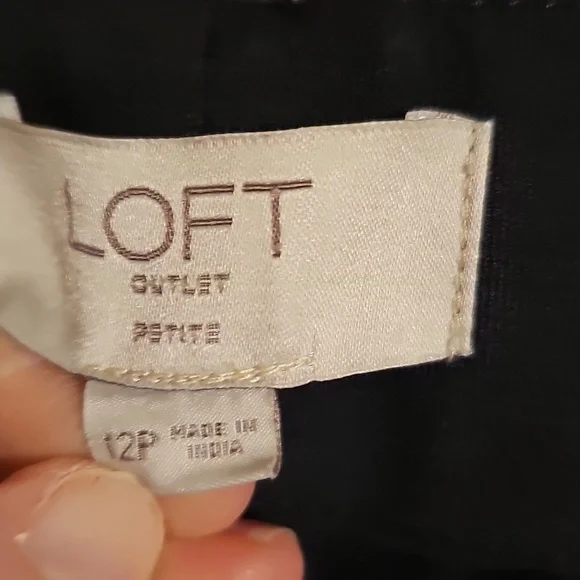 LOFT
OUTLET
PETITE
12P MADE IN
INDIA